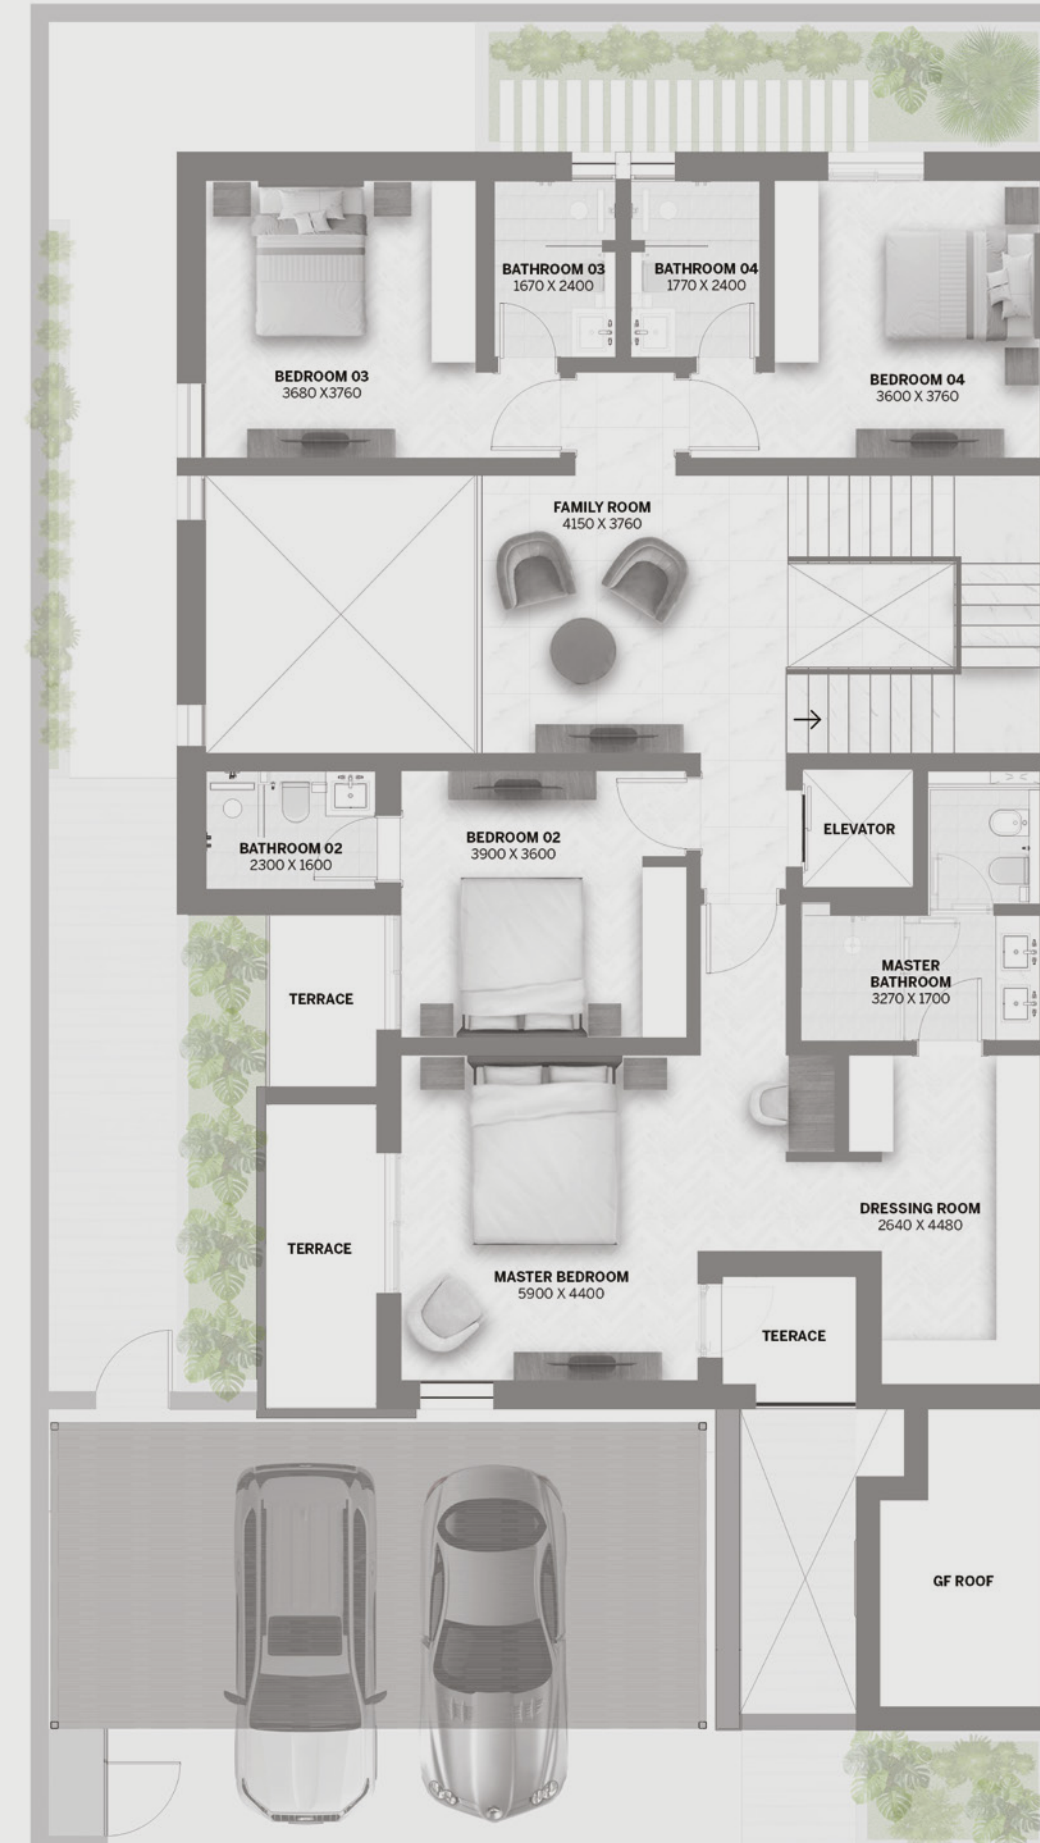 BATHROOM 03
1670 X 2400
BATHROOM 04
1770 X 2400
BEDROOM 03
3680 X3760
BEDROOM 04
3600 X 3760
FAMILY ROOM
4150 X 3760
BATHROOM 02
2300 X 1600
BEDROOM 02
3900 X 3600
ELEVATOR
MASTER
BATHROOM
3270 X 1700
TERRACE
DRESSING ROOM
2640 X 4480
TERRACE
MASTER BEDROOM
5900 X 4400
TEERACE
GF ROOF